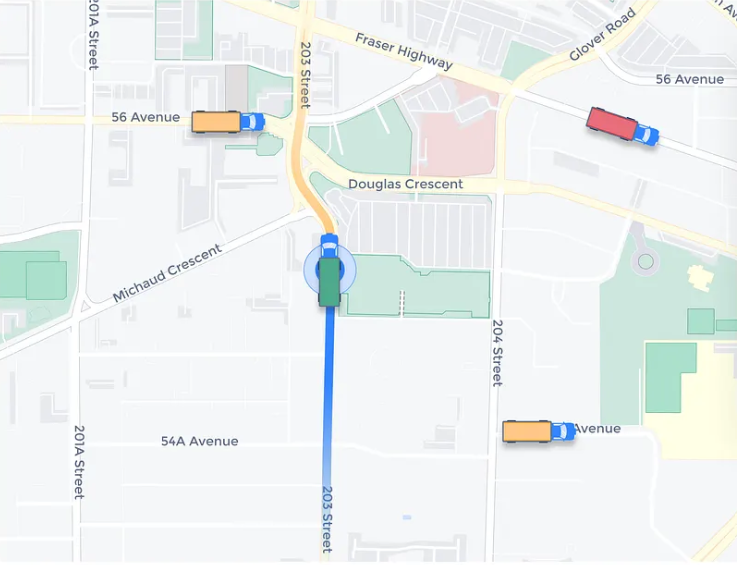 201A Street
203 Street
Fraser Highway
Glover Road
56 Avenue
56 Avenue
Douglas Crescent
Michaud Crescent
204 Street
201A Street
54A Avenue
Avenue
203 Street